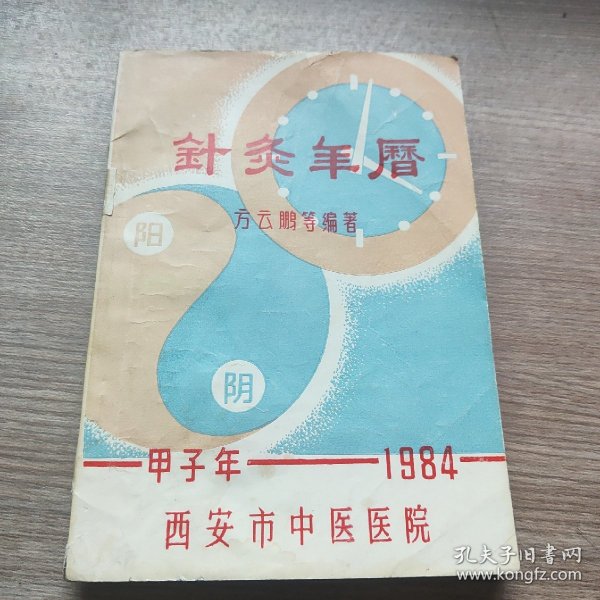 針灸年曆
方云鹏等编著
阳
阴
甲子年 1984
西安市中医医院
孔夫子旧书网
www.kongfz.com